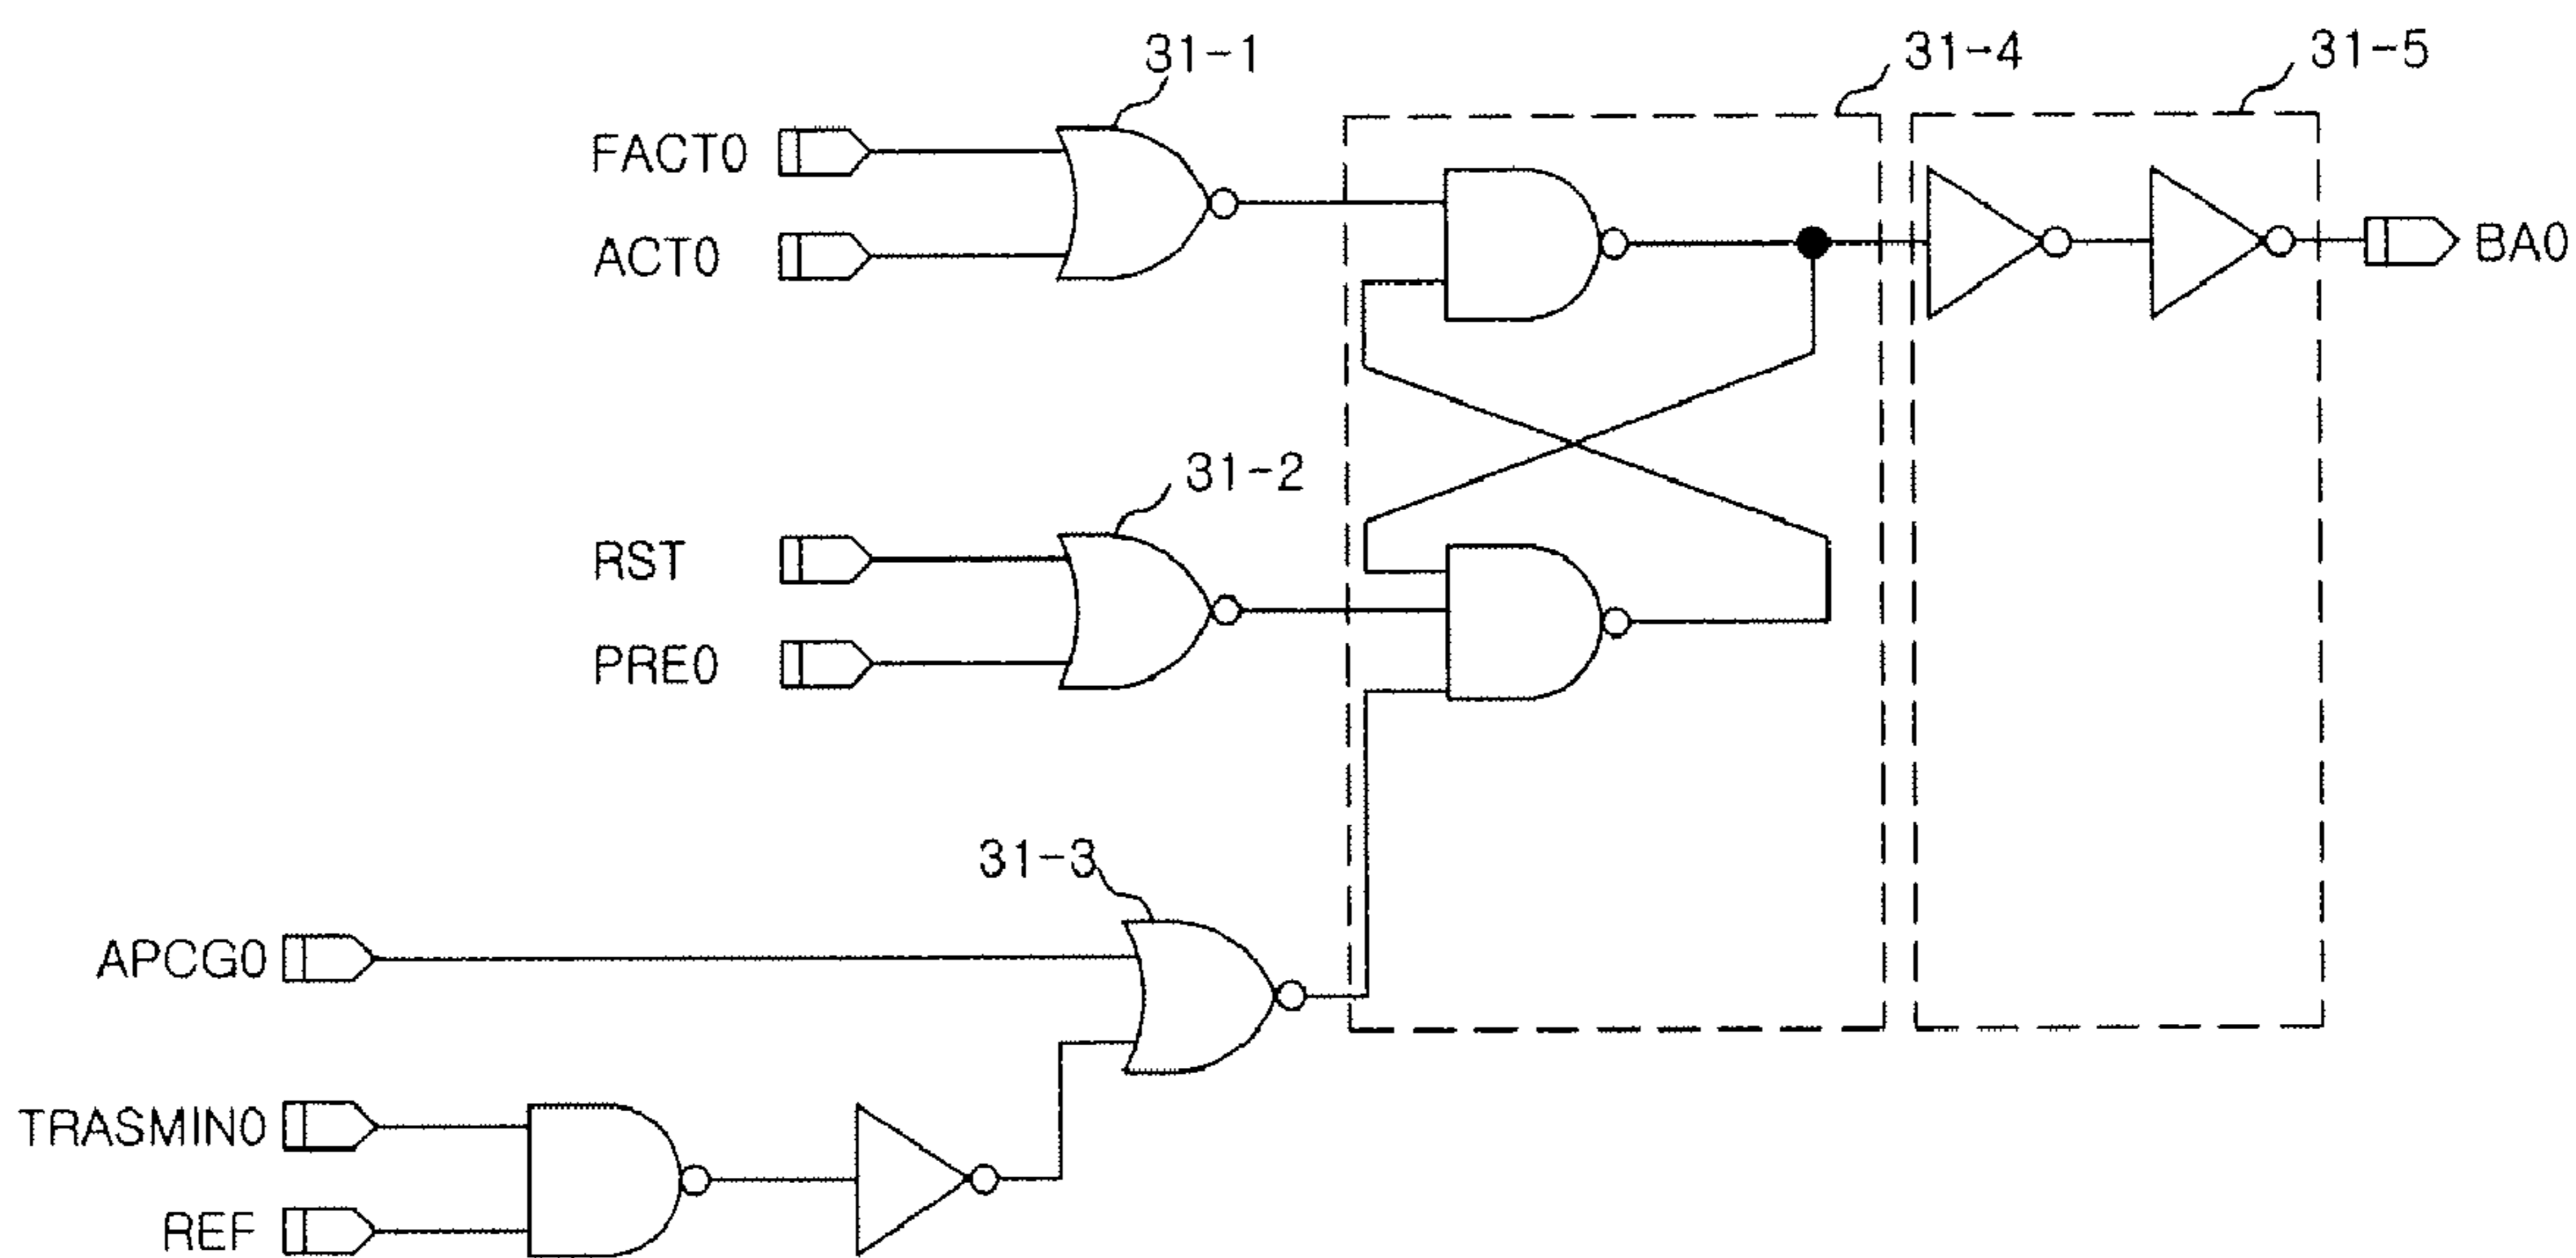 31-1
31-4
31-5
FACT0
ACT0
BA0
31-2
RST
PRE0
31-3
APCG0
TRASMIN0
REF